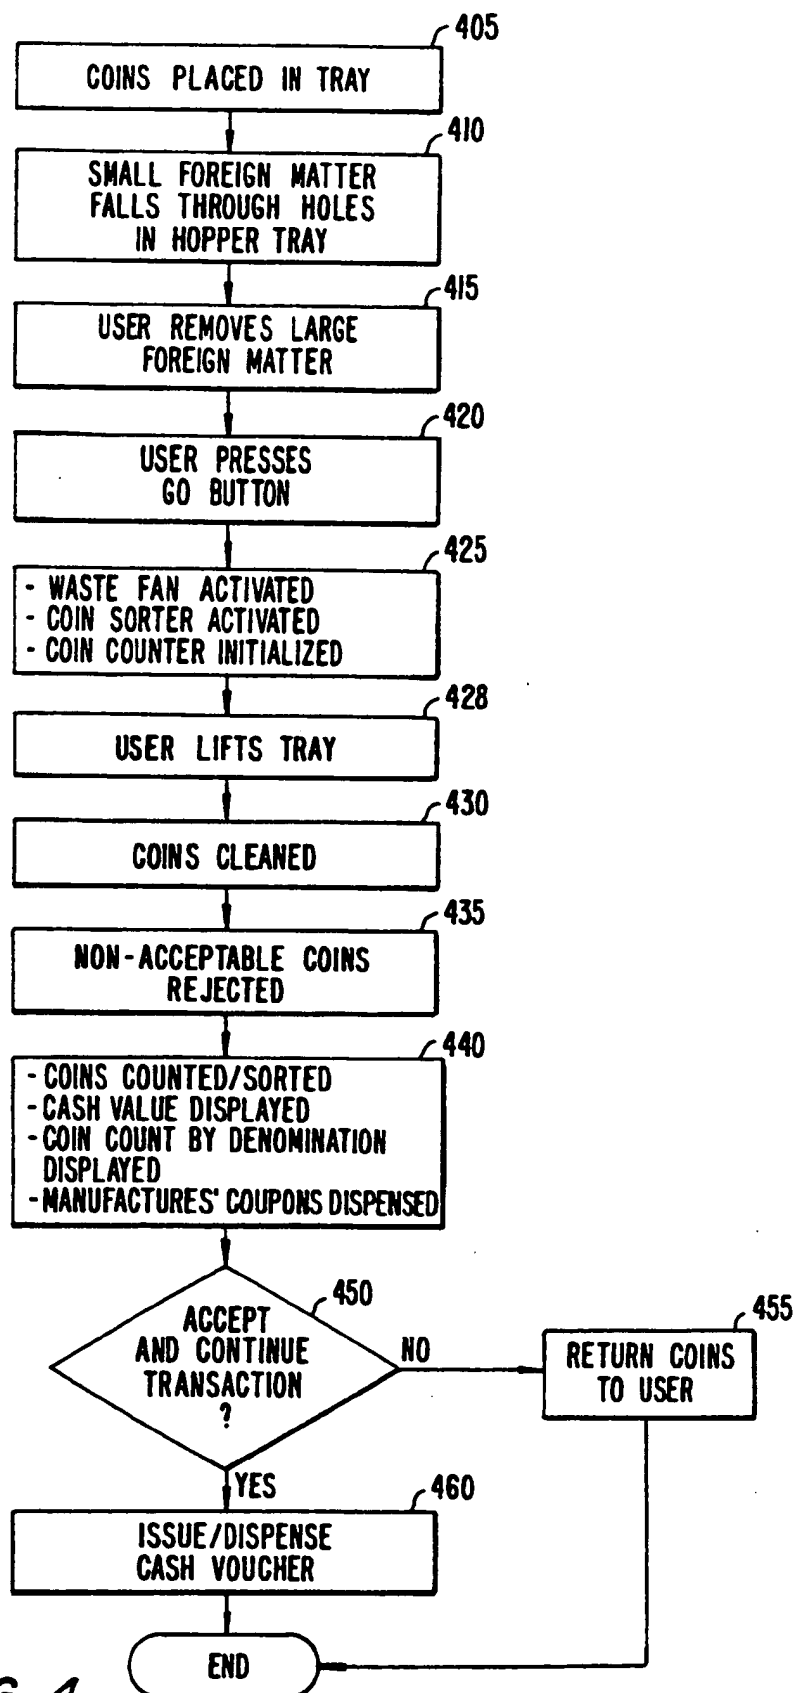 405
COINS PLACED IN TRAY
410
SMALL FOREIGN MATTER
FALLS THROUGH HOLES
IN HOPPER TRAY
415
USER REMOVES LARGE
FOREIGN MATTER
420
USER PRESSES
GO BUTTON
425
- WASTE FAN ACTIVATED
- COIN SORTER ACTIVATED
- COIN COUNTER INITIALIZED
428
USER LIFTS TRAY
430
COINS CLEANED
435
NON-ACCEPTABLE COINS
REJECTED
440
- COINS COUNTED/SORTED
- CASH VALUE DISPLAYED
- COIN COUNT BY DENOMINATION
DISPLAYED
- MANUFACTURES' COUPONS DISPENSED
450
ACCEPT
AND CONTINUE
TRANSACTION
?
NO
455
RETURN COINS
TO USER
YES
460
ISSUE/DISPENSE
CASH VOUCHER
END